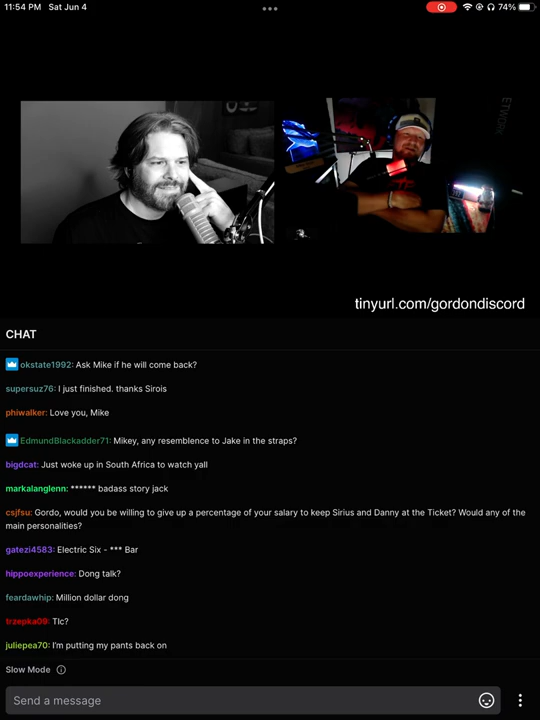 11:54 PM Sat Jun 4
74%
ETWORK
tinyurl.com/gordondiscord
CHAT
okstate1992: Ask Mike if he will come back?
supersuz76: I just finished. thanks Sirois
phiwalker: Love you, Mike
EdmundBlackadder71: Mikey, any resemblance to Jake in the straps?
bigdcat: Just woke up in South Africa to watch yall
markalanglenn: ****** badass story jack
csjfsu: Gordo, would you be willing to give up a percentage of your salary to keep Sirius and Danny at the Ticket? Would any of the
main personalities?
gatezi4583: Electric Six - *** Bar
hippoexperience: Dong talk?
feardawhip: Million dollar dong
trzepka09: Tlc?
juliepea70: I'm putting my pants back on
Slow Mode
Send a message